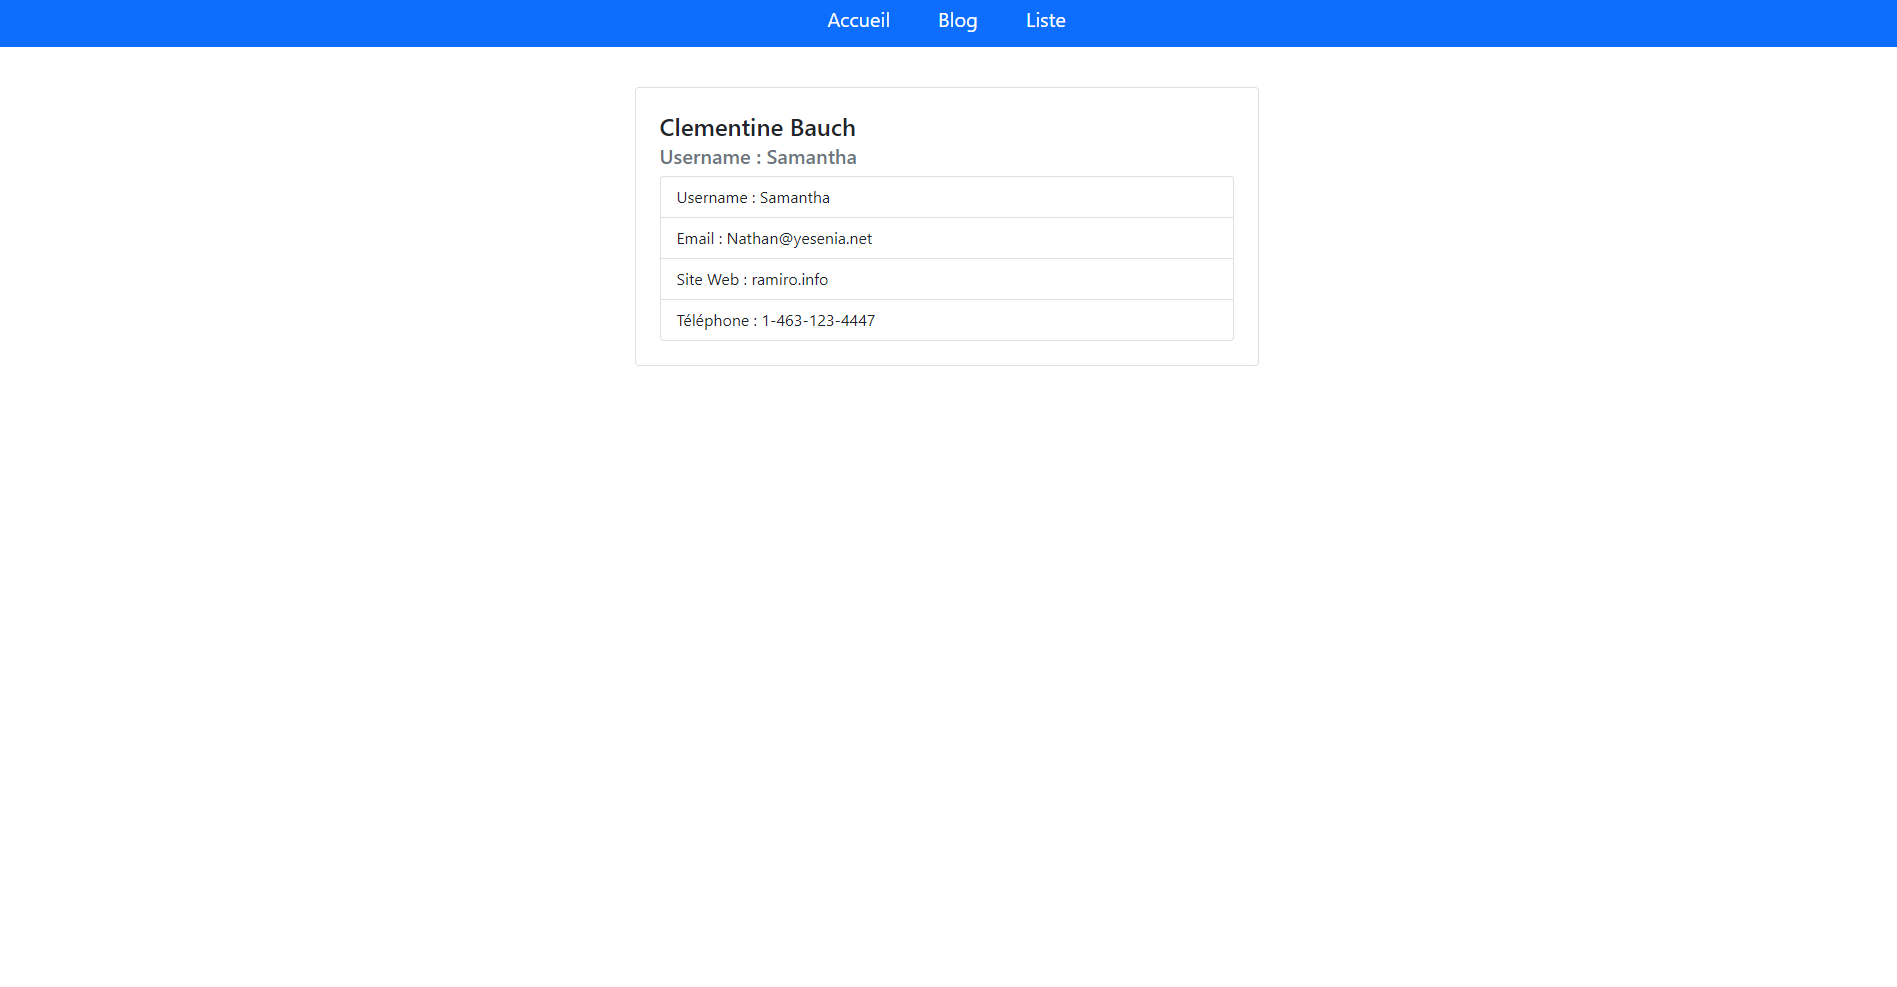 Accueil Blog Liste
Clementine Bauch
Username : Samantha
Username : Samantha
Email : Nathan@yesenia.net
Site Web : ramiro.info
Téléphone : 1-463-123-4447